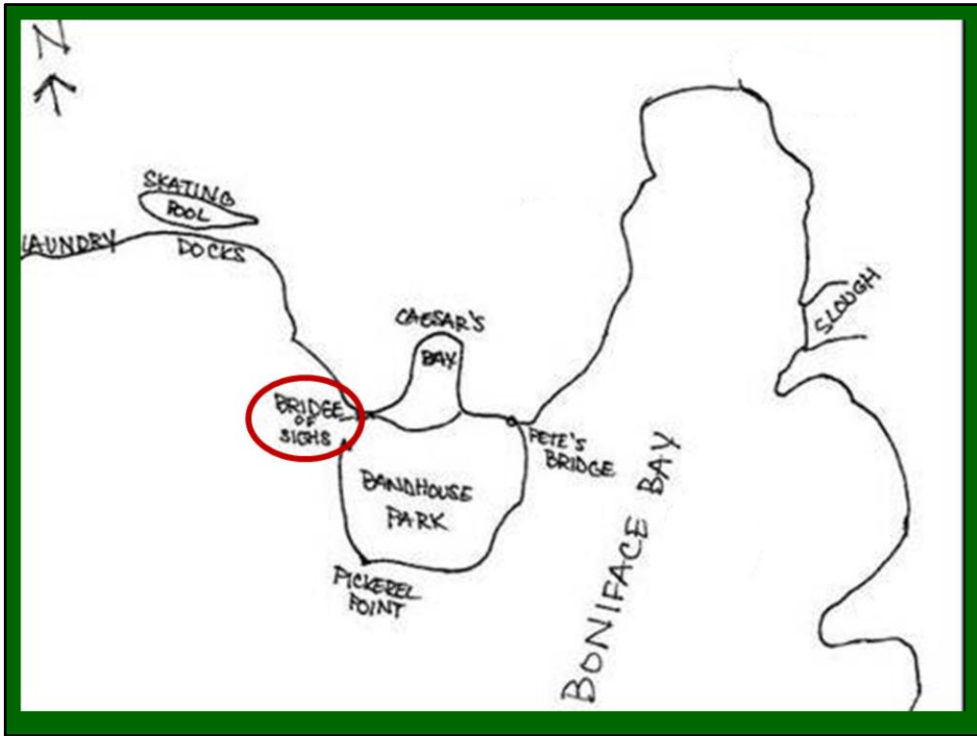 N
SKATING
POOL
LAUNDRY
DOCKS
CAESAR'S
BAY
BRIDGE
OF
SIGHS
PETE'S
BRIDGE
SLOUGH
BANDHOUSE
PARK
PICKEREL
POINT
BONIFACE BAY